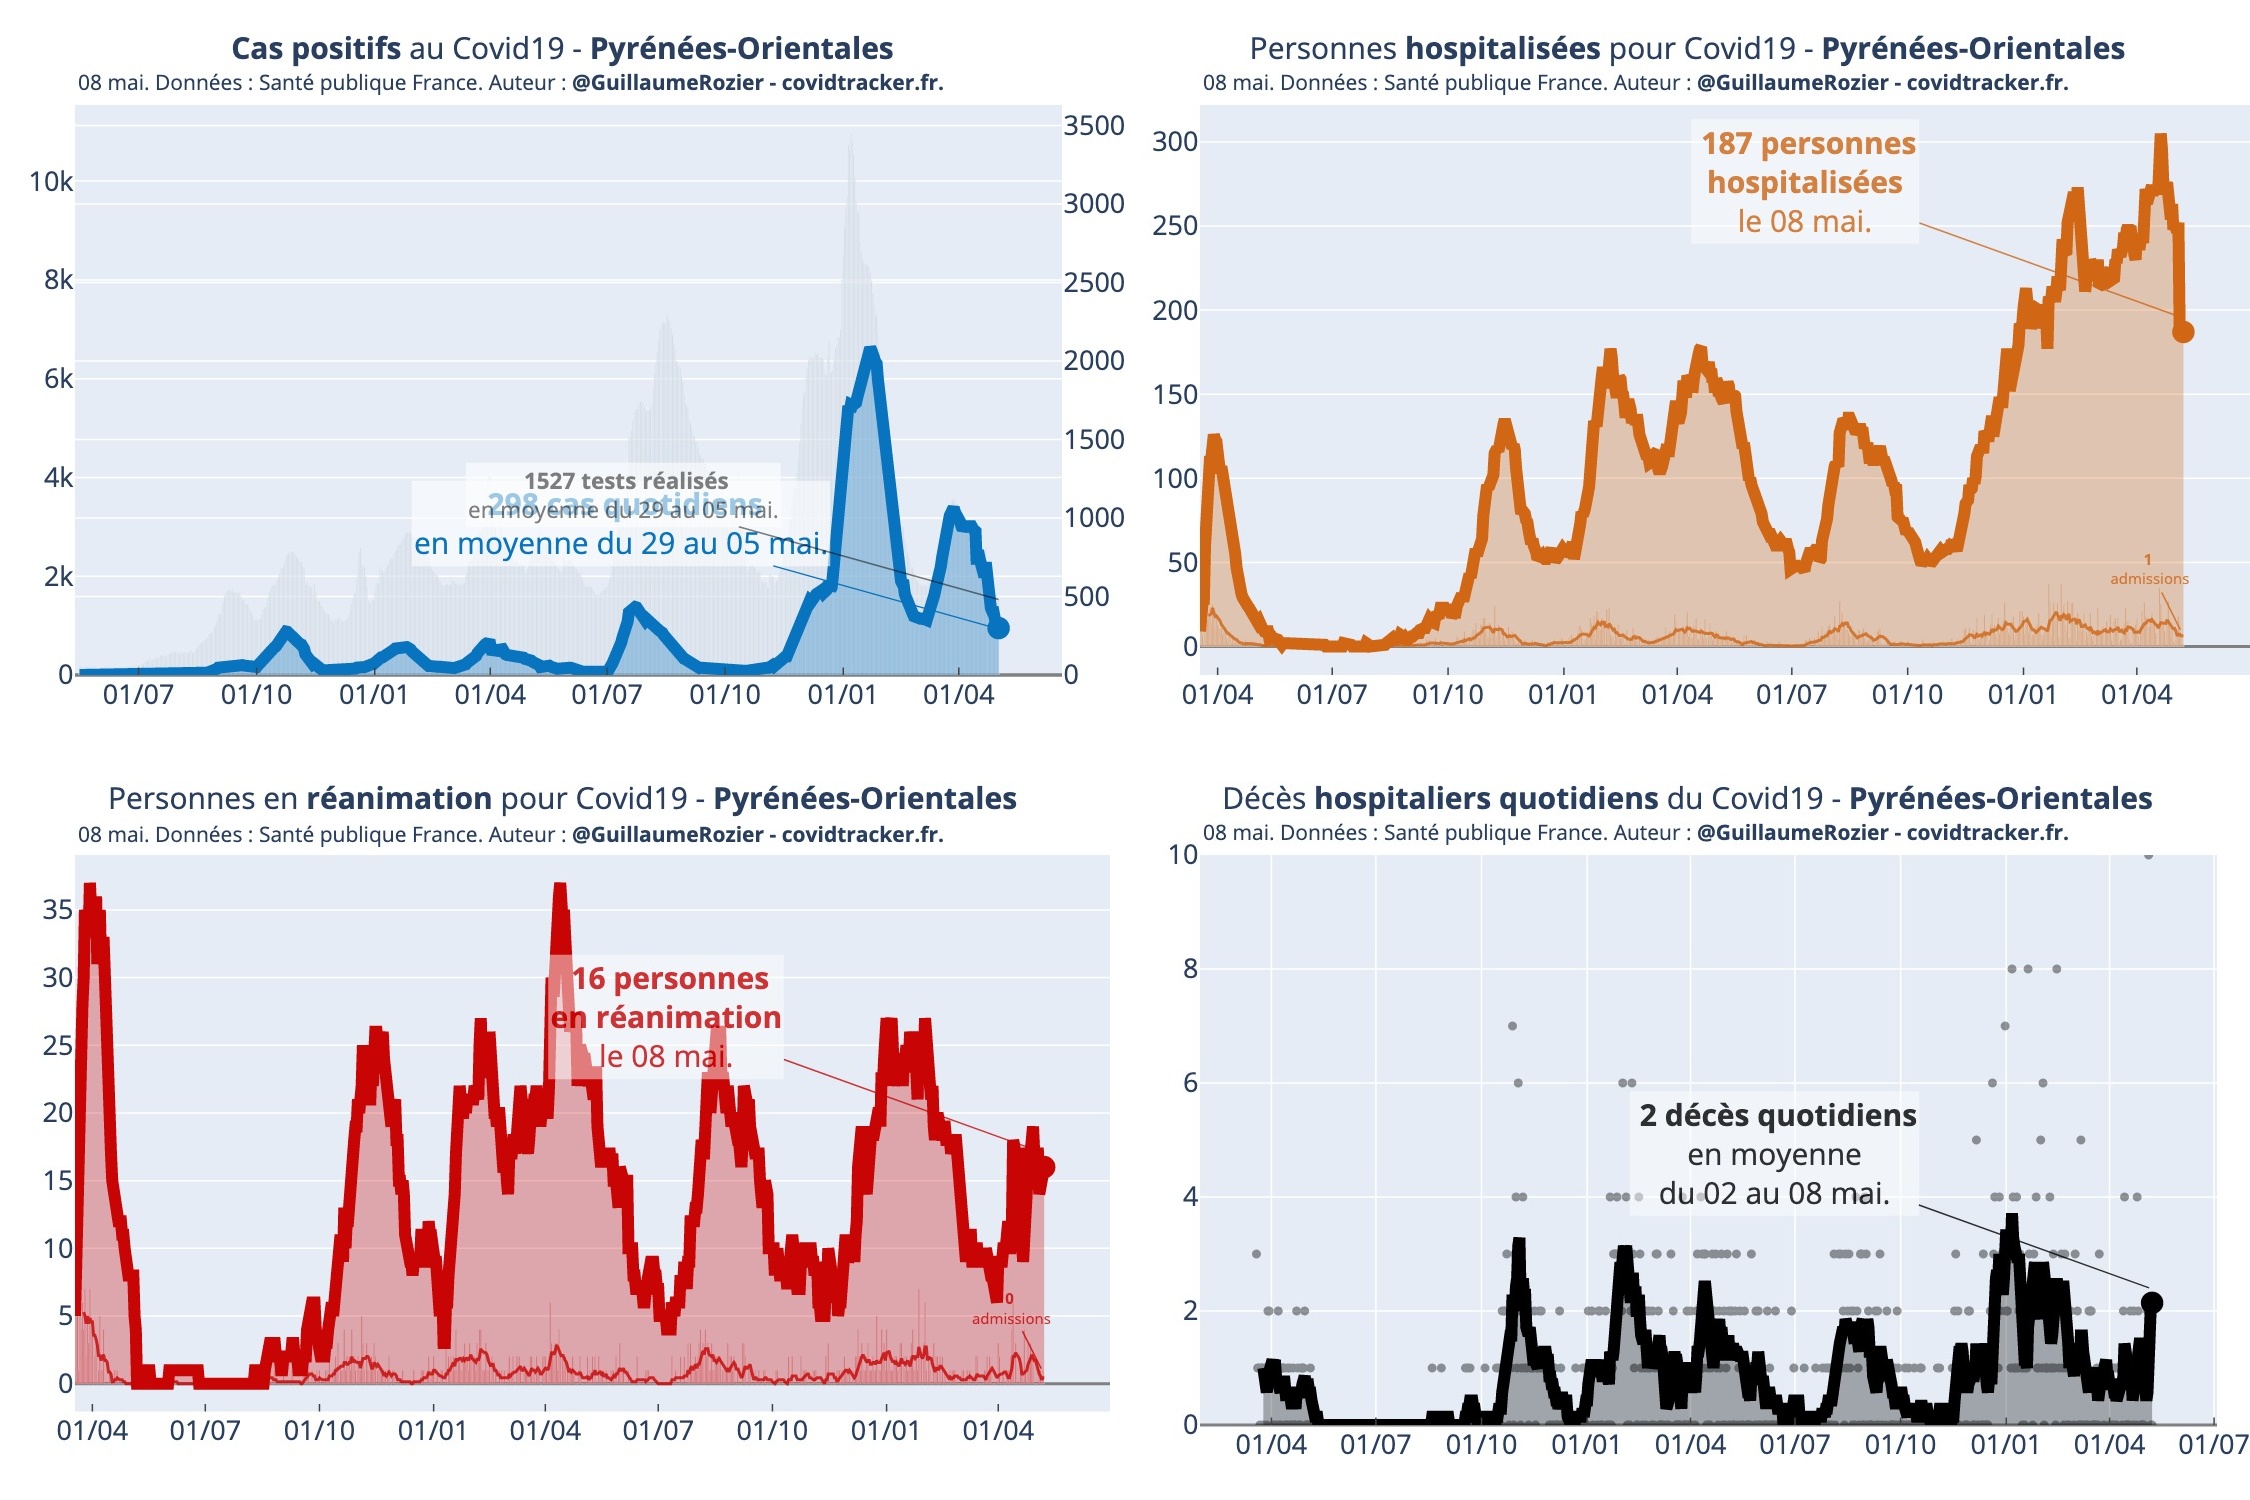 Cas positifs au Covid19 - Pyrénées-Orientales
08 mai. Données : Santé publique France. Auteur : @GuillaumeRozier - covidtracker.fr.
10k
8k
6k
4k
2k
0
3500
3000
2500
2000
1500
1000
500
0
1527 tests réalisés
en moyenne du 29 au 05 mai.
298 cas quotidiens
en moyenne du 29 au 05 mai.
01/07 01/10 01/01 01/04 01/07 01/10 01/01 01/04
Personnes hospitalisées pour Covid19 - Pyrénées-Orientales
08 mai. Données : Santé publique France. Auteur : @GuillaumeRozier - covidtracker.fr.
300
250
200
150
100
50
0
187 personnes
hospitalisées
le 08 mai.
1
admissions
01/04 01/07 01/10 01/01 01/04 01/07 01/10 01/01 01/04
Personnes en réanimation pour Covid19 - Pyrénées-Orientales
08 mai. Données : Santé publique France. Auteur : @GuillaumeRozier - covidtracker.fr.
35
30
25
20
15
10
5
0
16 personnes
en réanimation
le 08 mai.
0
admissions
01/04 01/07 01/10 01/01 01/04 01/07 01/10 01/01 01/04
Décès hospitaliers quotidiens du Covid19 - Pyrénées-Orientales
08 mai. Données : Santé publique France. Auteur : @GuillaumeRozier - covidtracker.fr.
10
8
6
4
2
0
2 décès quotidiens
en moyenne
du 02 au 08 mai.
01/04 01/07 01/10 01/01 01/04 01/07 01/10 01/01 01/04 01/07